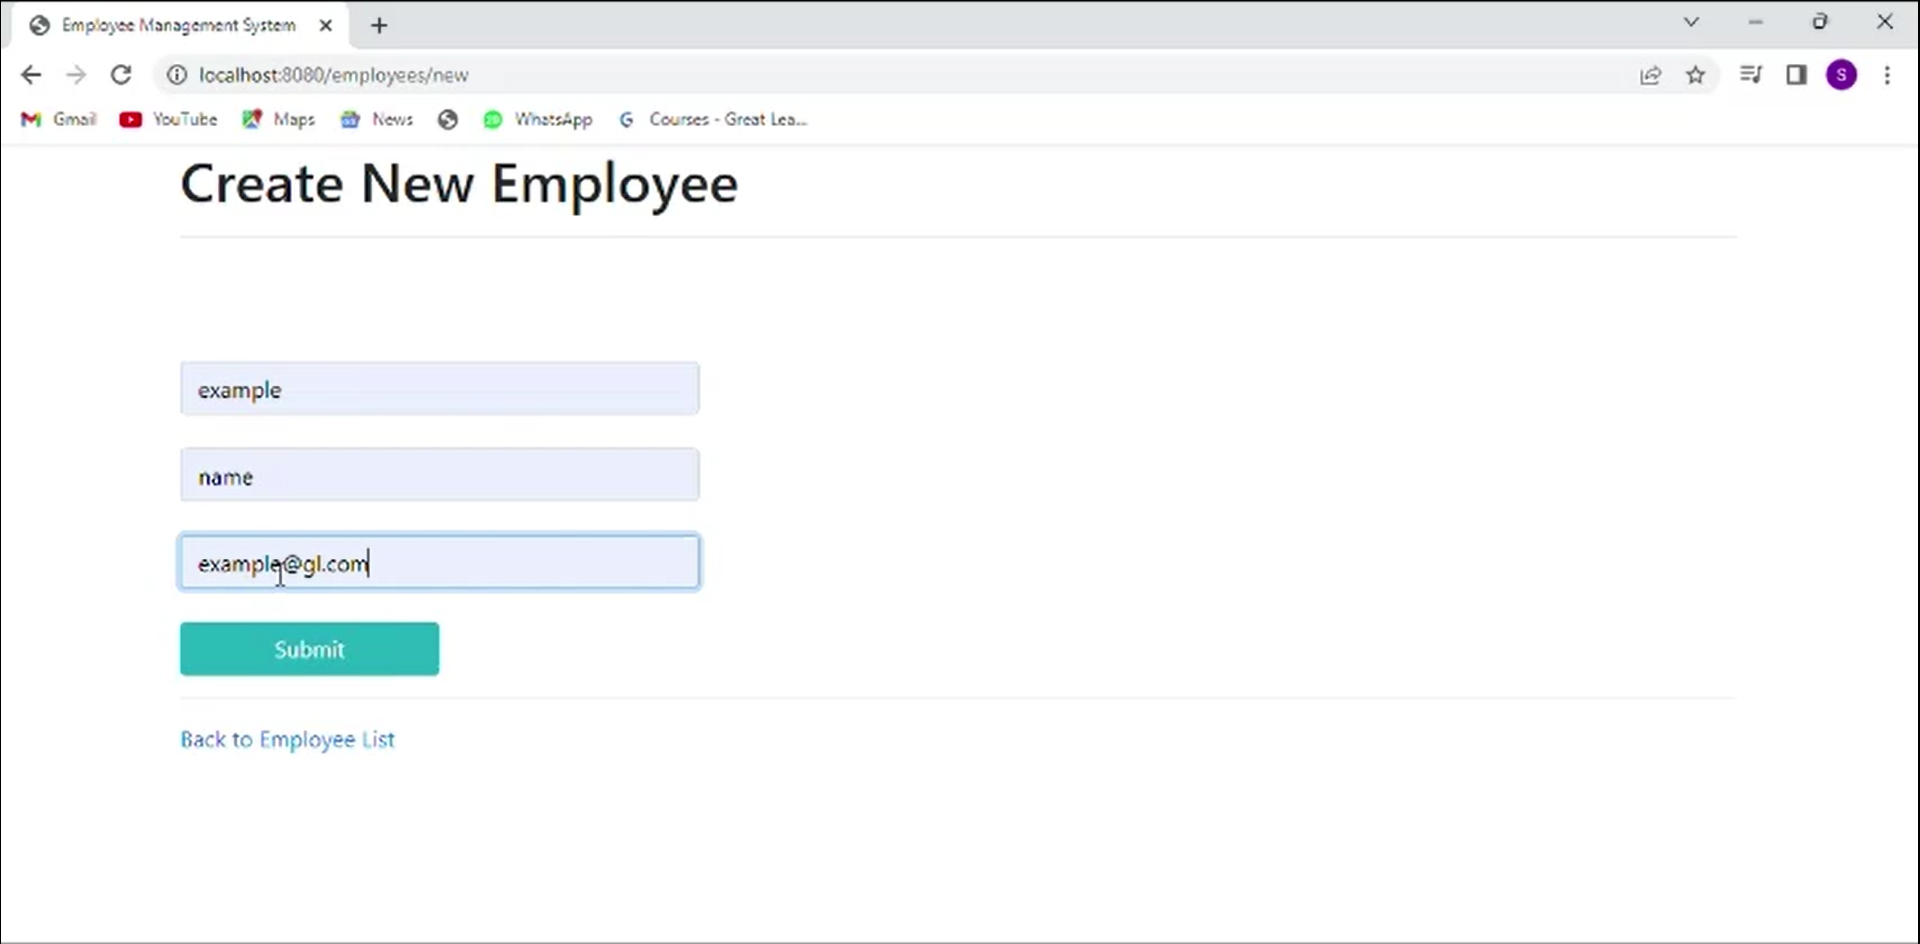 Employee Management System
localhost:8080/employees/new
S
Gmail YouTube Maps News WhatsApp Courses - Great Lea...
Create New Employee
example
name
example@gl.com
Submit
Back to Employee List